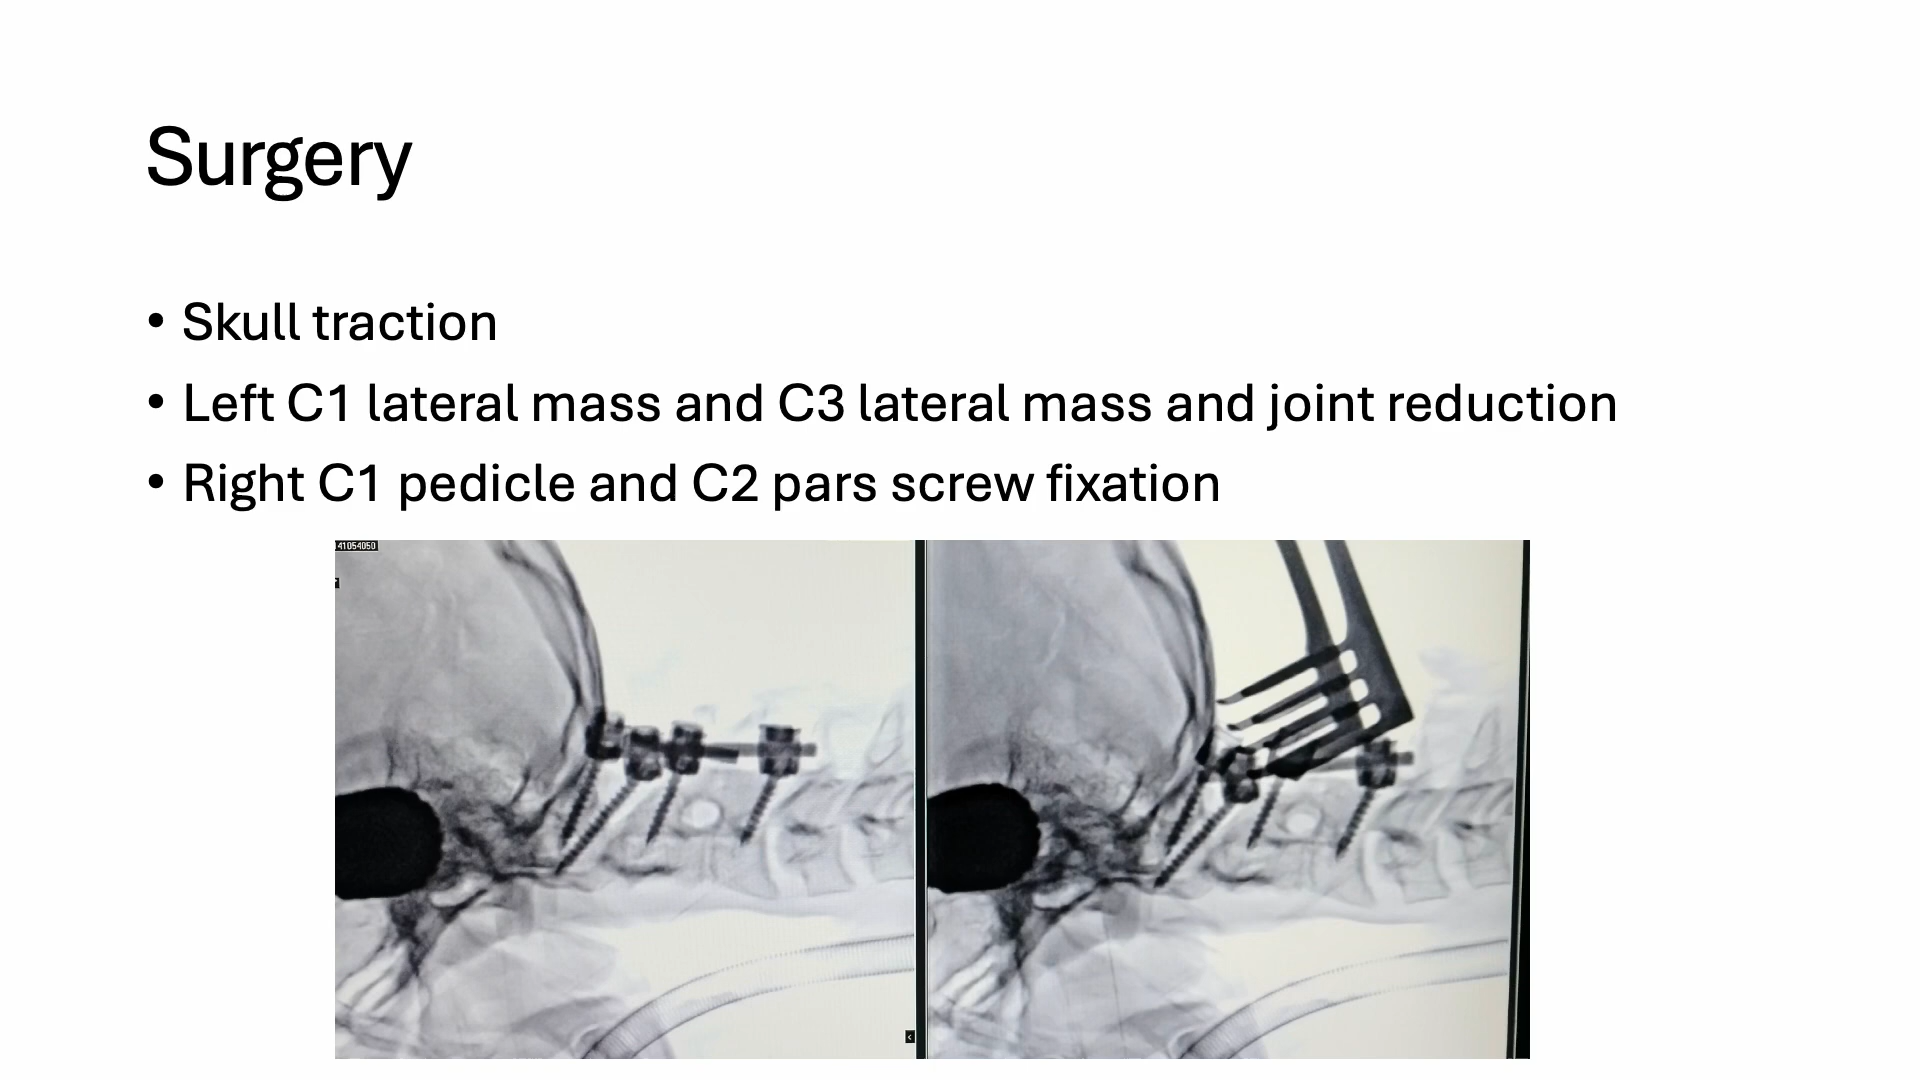 Surgery
• Skull traction
• Left C1 lateral mass and C3 lateral mass and joint reduction
• Right C1 pedicle and C2 pars screw fixation
41054050